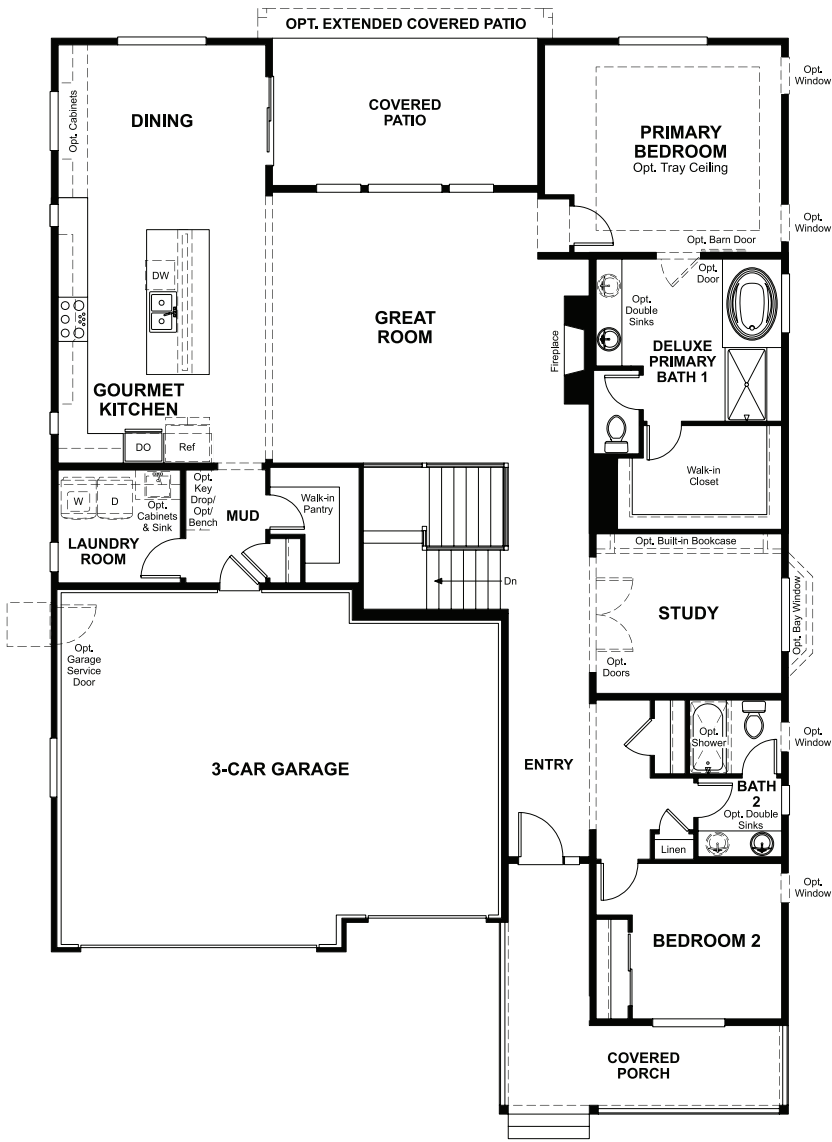 OPT. EXTENDED COVERED PATIO
Opt.
Window
Opt. Cabinets
DINING
COVERED
PATIO
PRIMARY
BEDROOM
Opt. Tray Ceiling
Opt.
Window
Opt. Barn Door
DW
Opt.
Door
Opt.
Double
Sinks
GREAT
ROOM
Fireplace
DELUXE
PRIMARY
BATH 1
GOURMET
KITCHEN
DO
Ref
Walk-in
Closet
W
D
Opt.
Cabinets
& Sink
LAUNDRY
ROOM
Opt.
Key
Drop/
Opt/
Bench
MUD
Walk-in
Pantry
Opt. Built-in Bookcase
Dn
STUDY
Opt. Bay Window
Opt.
Doors
Opt.
Garage
Service
Door
Opt.
Shower
Opt.
Window
3-CAR GARAGE
ENTRY
BATH
2
Opt. Double
Sinks
Linen
Opt.
Window
BEDROOM 2
COVERED
PORCH